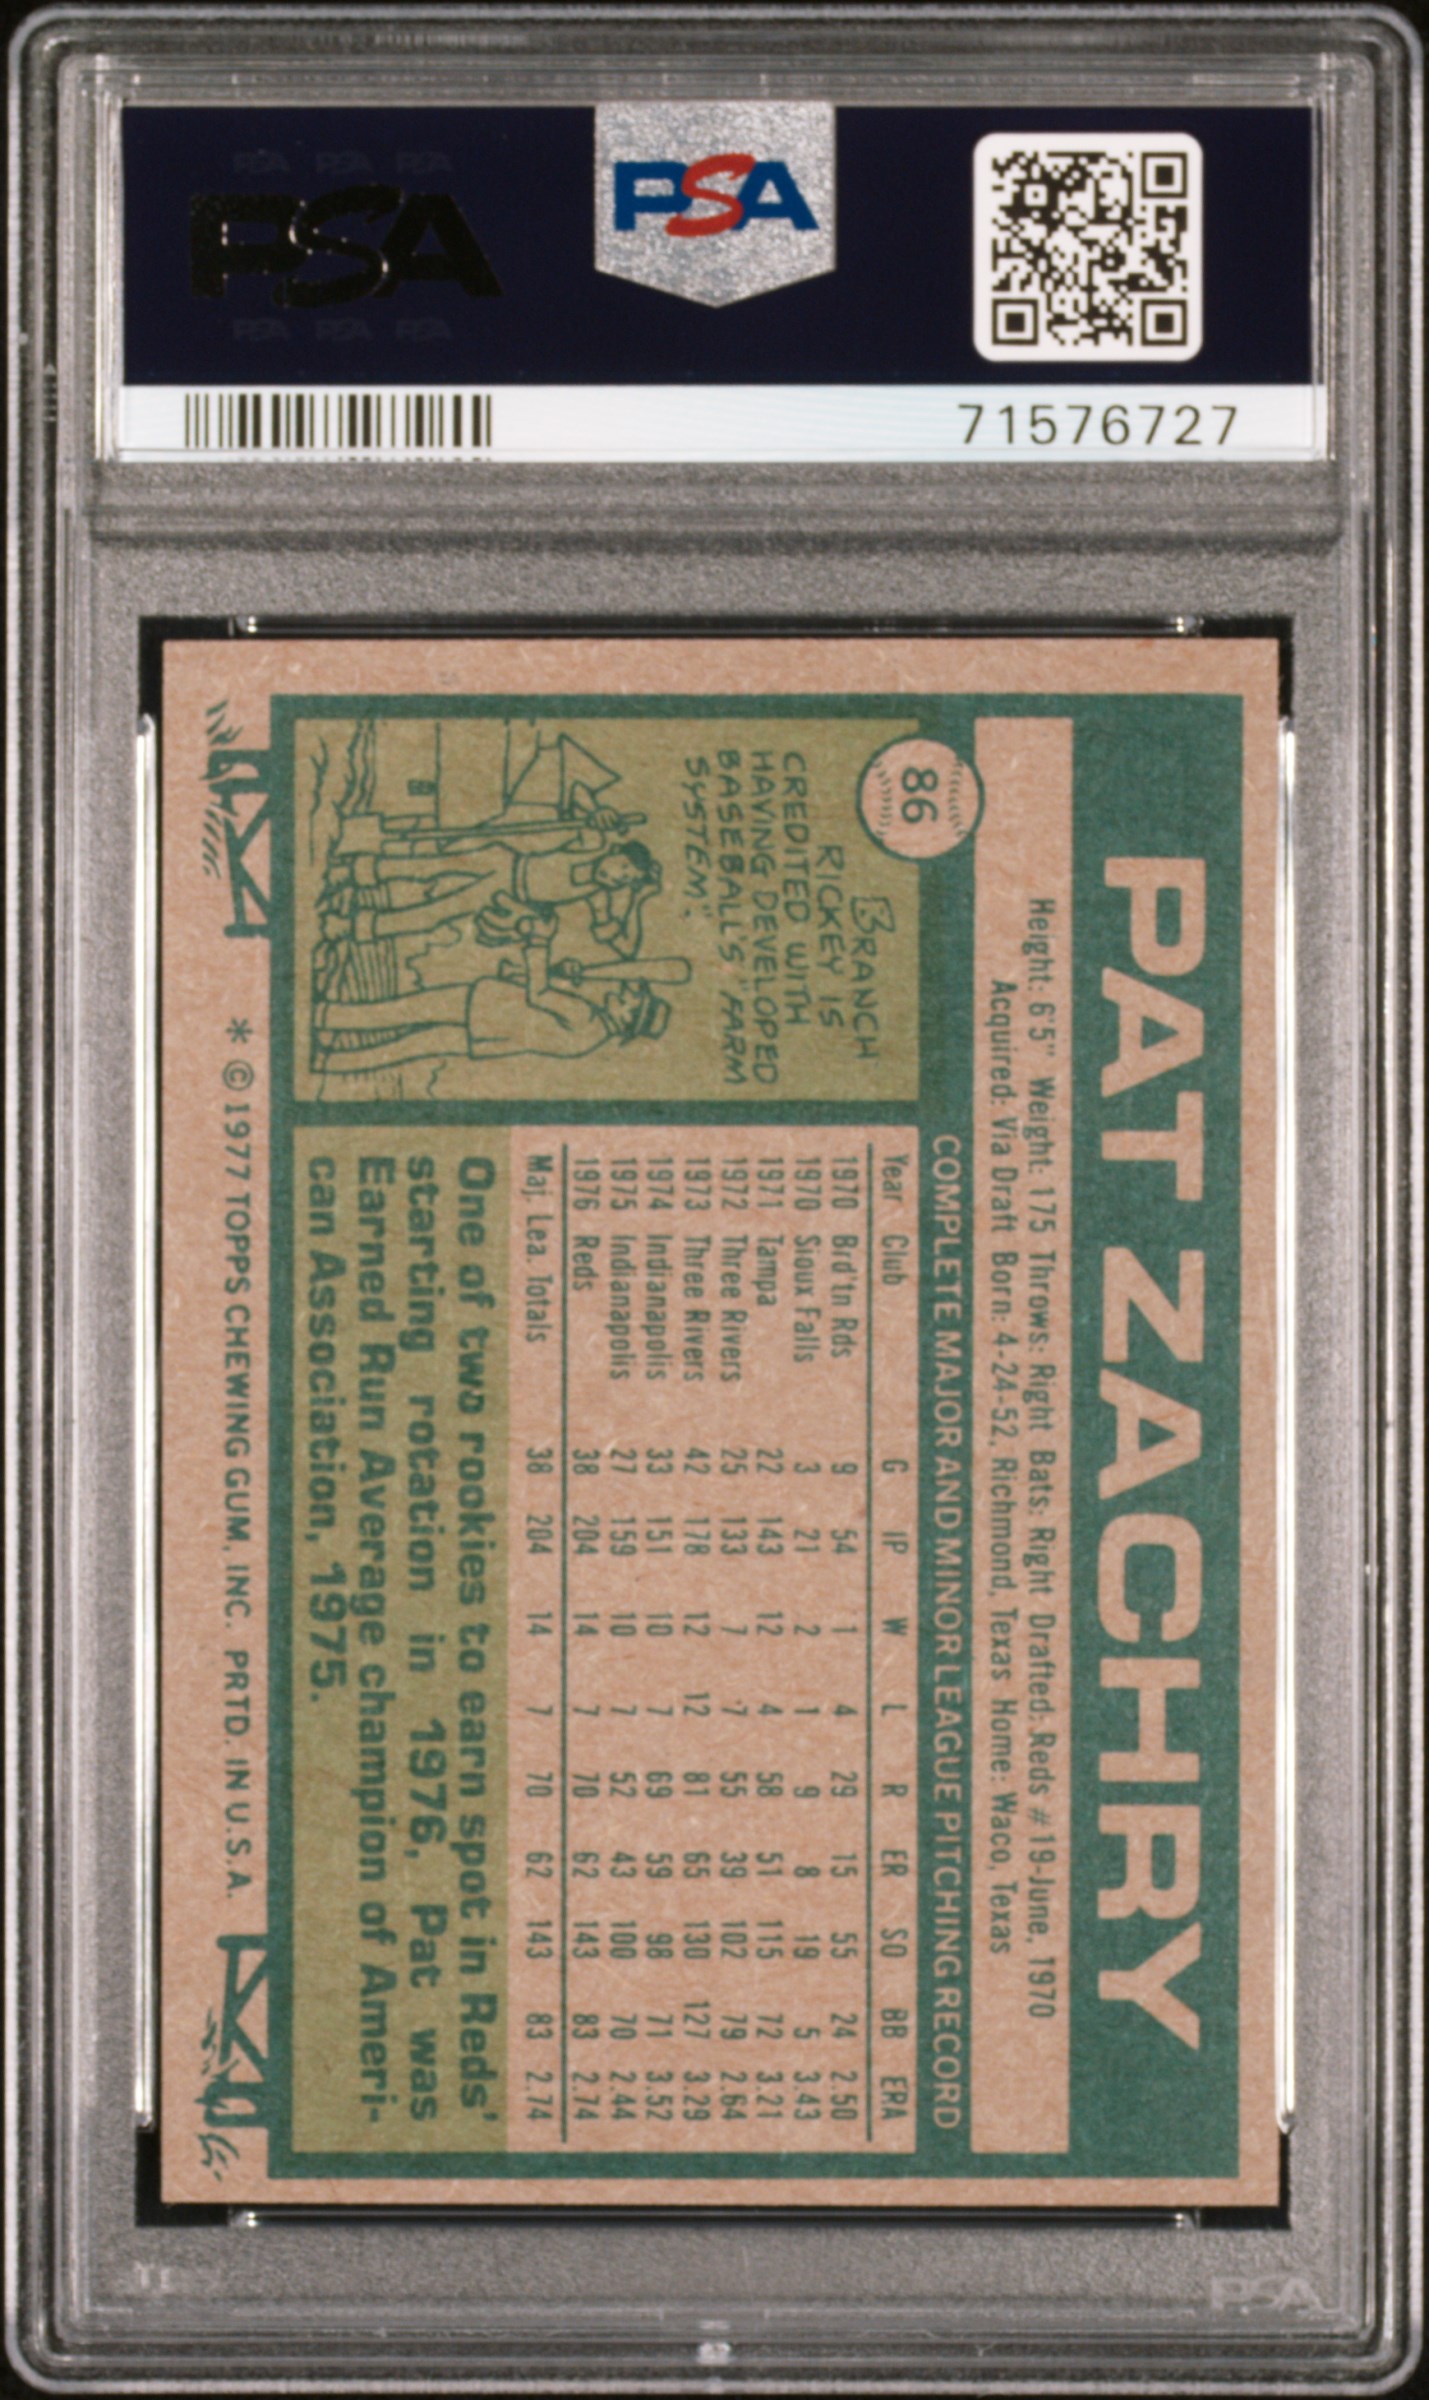 PSA PSA PSA
PSA
PSA PSA PSA
PSA
71576727
PAT ZACHRY
Height: 6'5" Weight: 175 Throws: Right Bats: Right Drafted: Reds #19-June, 1970
Acquired: Via Draft Born: 4-24-52, Richmond, Texas Home: Waco, Texas
86
BRANCH
RICKEY IS
CREDITED WITH
HAVING DEVELOPED
BASEBALL'S "FARM
SYSTEM".
COMPLETE MAJOR AND MINOR LEAGUE PITCHING RECORD
Year Club G IP W L R ER SO BB ERA
1970 Brd'tn Rds 9 54 1 4 29 15 55 24 2.50
1970 Sioux Falls 3 21 2 1 9 8 19 5 3.43
1971 Tampa 22 143 12 4 58 51 115 72 3.21
1972 Three Rivers 25 133 7 7 55 39 102 79 2.64
1973 Three Rivers 42 178 12 12 81 65 130 127 3.29
1974 Indianapolis 33 151 10 7 69 59 98 71 3.52
1975 Indianapolis 27 159 10 7 52 43 100 70 2.44
1976 Reds 38 204 14 7 70 62 143 83 2.74
Maj. Lea. Totals 38 204 14 7 70 62 143 83 2.74
One of two rookies to earn spot in Reds'
starting rotation in 1976, Pat was
Earned Run Average champion of Ameri-
can Association, 1975.
* © 1977 TOPPS CHEWING GUM, INC. PRTD. IN U.S.A.
PSA